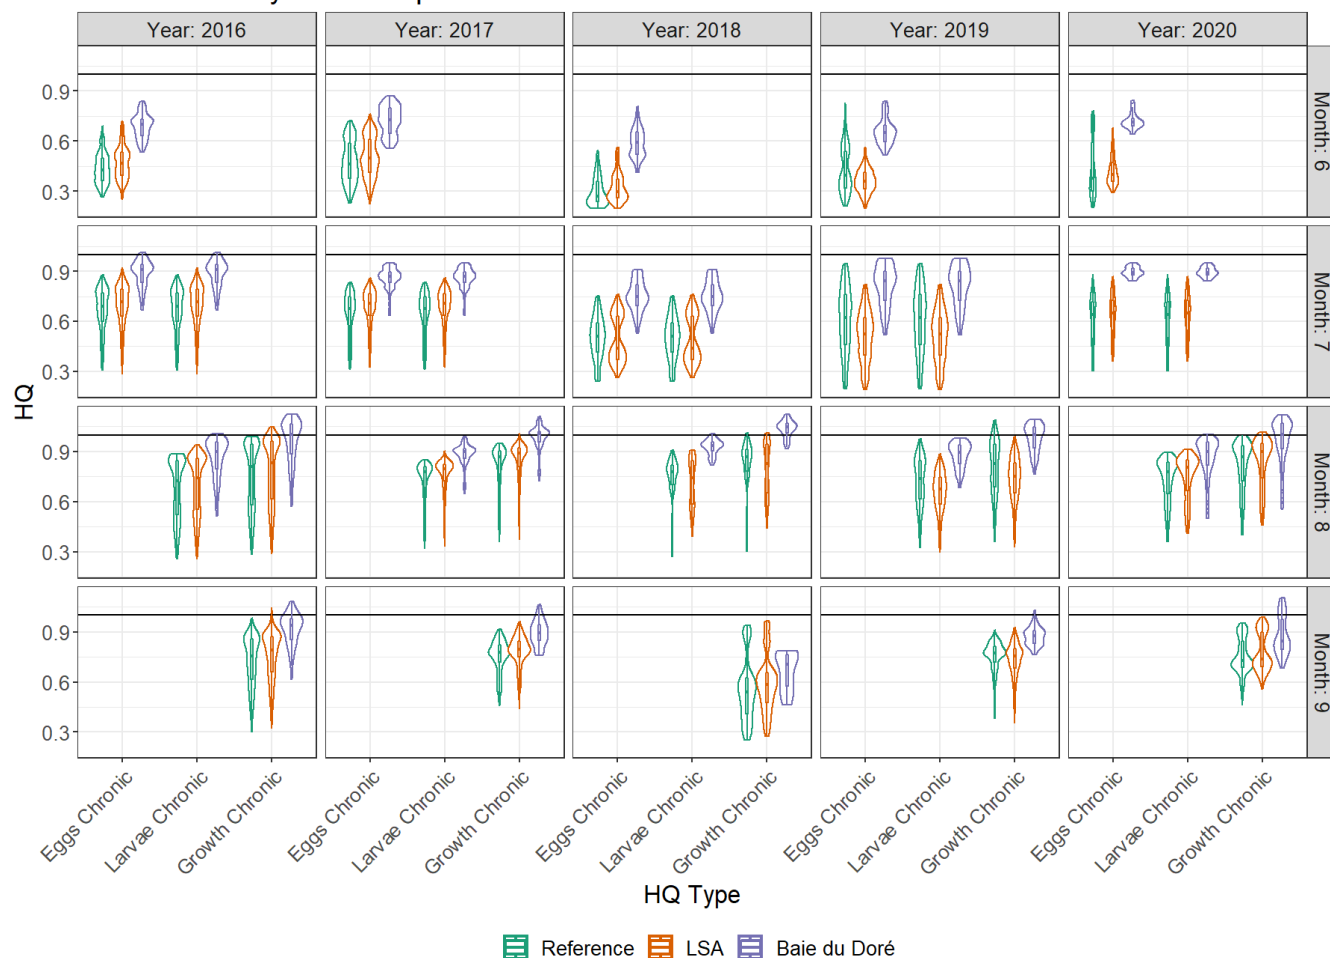 Year: 2016 Year: 2017 Year: 2018 Year: 2019 Year: 2020
0.9
0.6
0.3
Month: 6
0.9
0.6
0.3
Month: 7
0.9
0.6
0.3
Month: 8
0.9
0.6
0.3
Month: 9
HQ
Eggs Chronic Larvae Chronic Growth Chronic Eggs Chronic Larvae Chronic Growth Chronic Eggs Chronic Larvae Chronic Growth Chronic Eggs Chronic Larvae Chronic Growth Chronic Eggs Chronic Larvae Chronic Growth Chronic
HQ Type
Reference LSA Baie du Doré